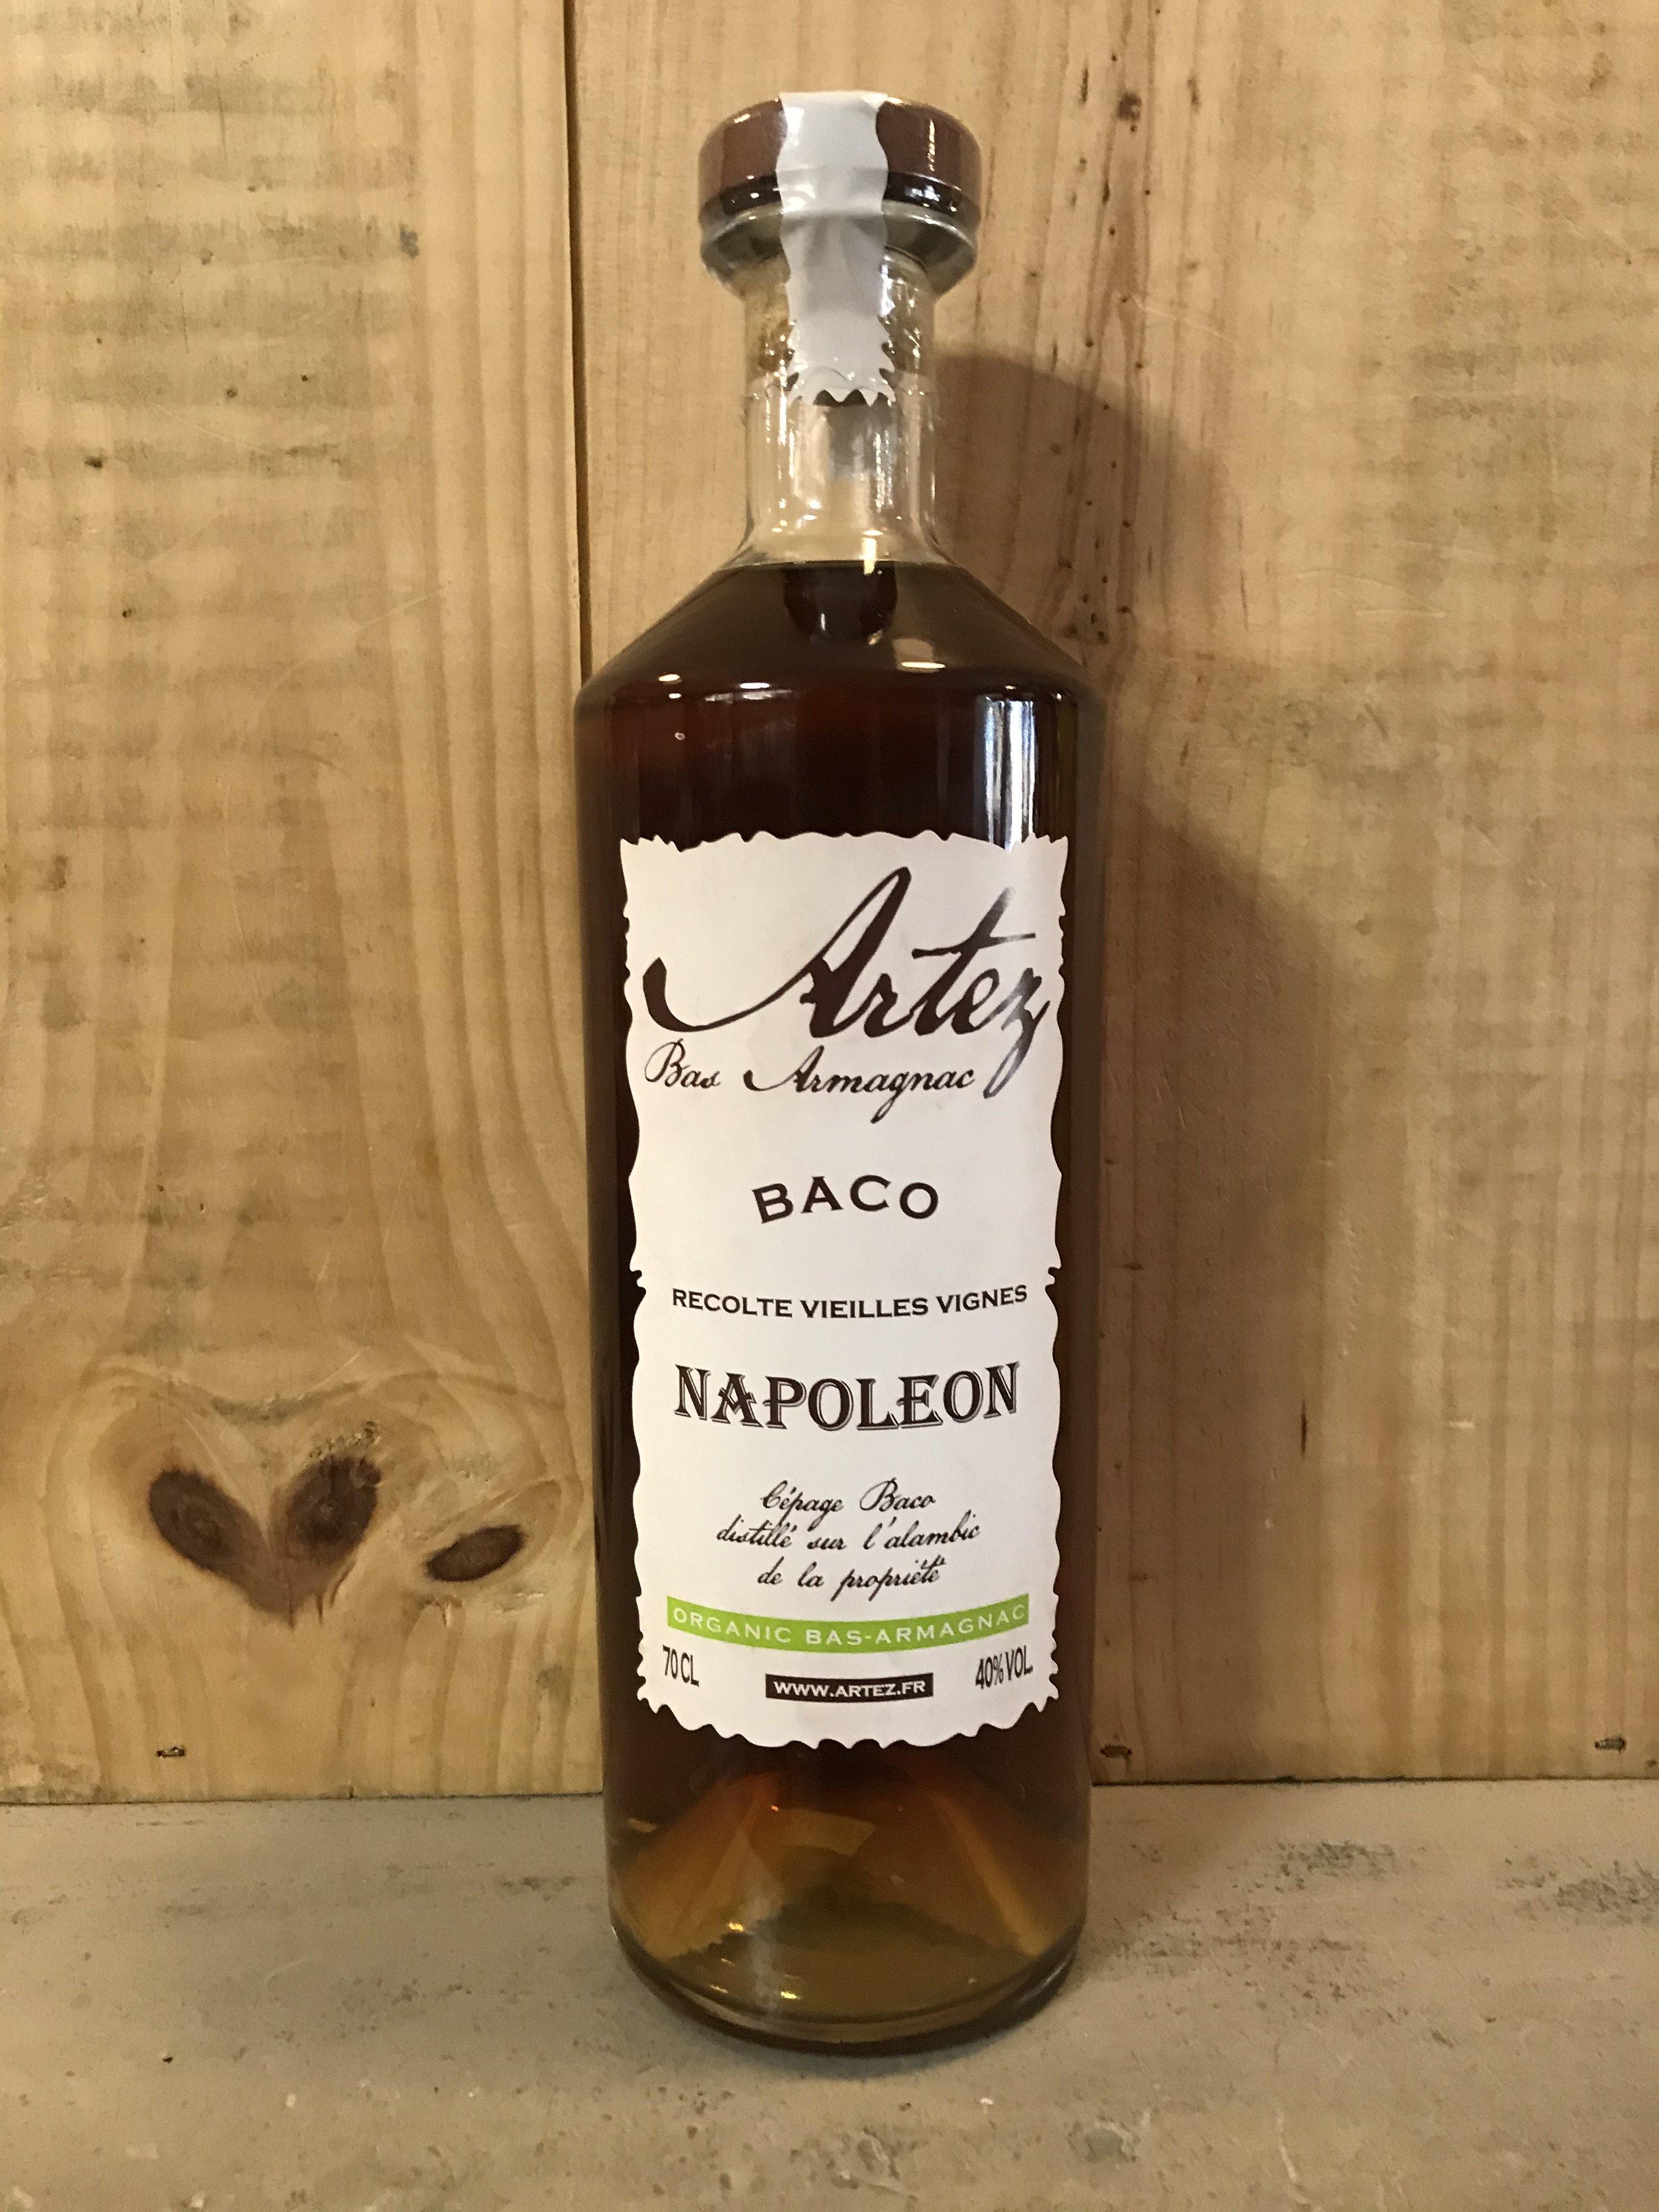 Artez
Bas Armagnac
BACO
RECOLTE VIEILLES VIGNES
NAPOLEON
Cépage Baco
distillé sur l'alambic
de la propriété
ORGANIC BAS-ARMAGNAC
70 CL
WWW.ARTEZ.FR
40% VOL.